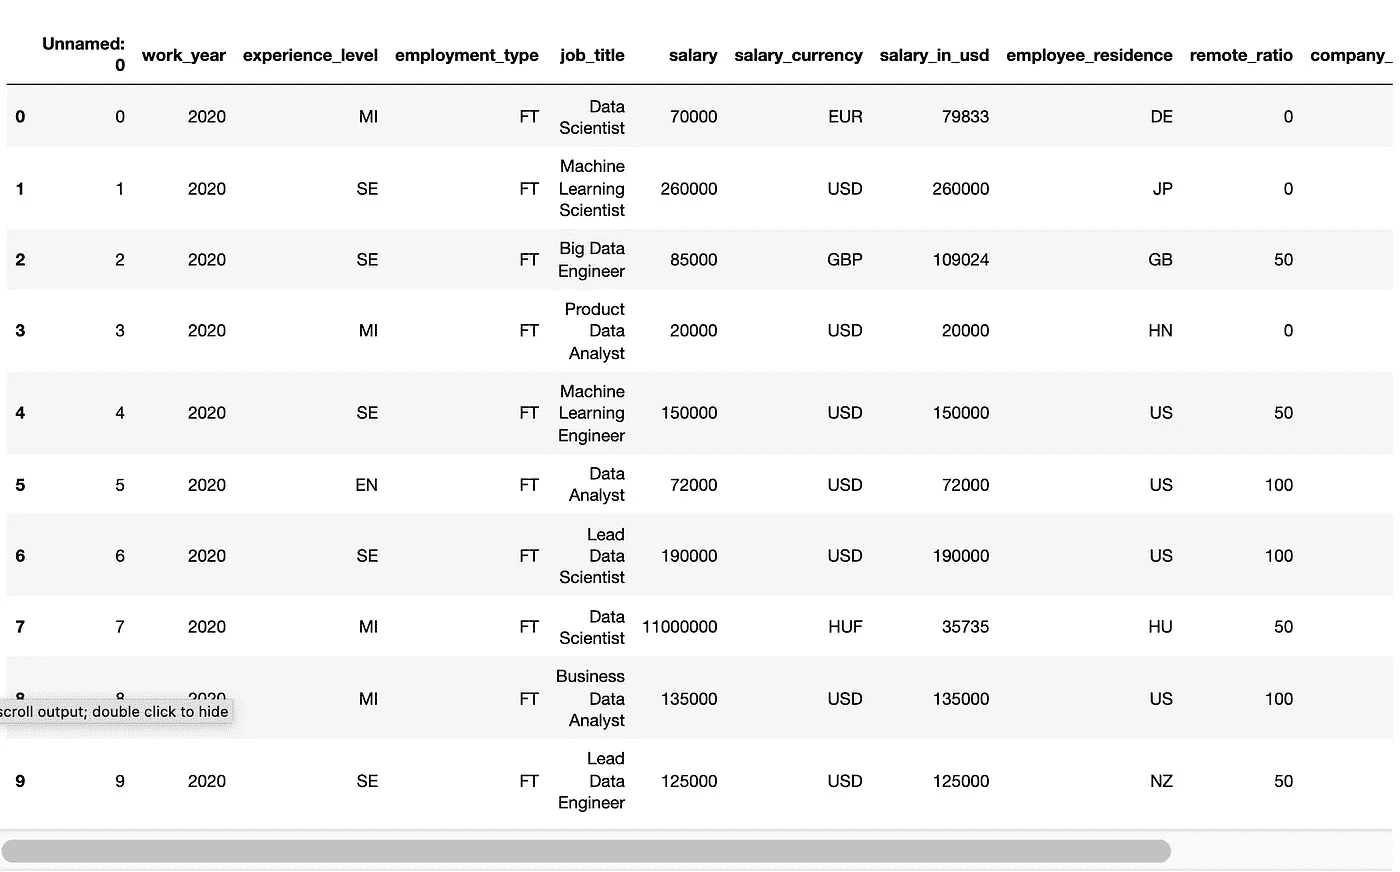 Unnamed: 0 work_year experience_level employment_type job_title salary salary_currency salary_in_usd employee_residence remote_ratio company_
0 0 2020 MI FT Data Scientist 70000 EUR 79833 DE 0
1 1 2020 SE FT Machine Learning Scientist 260000 USD 260000 JP 0
2 2 2020 SE FT Big Data Engineer 85000 GBP 109024 GB 50
3 3 2020 MI FT Product Data Analyst 20000 USD 20000 HN 0
4 4 2020 SE FT Machine Learning Engineer 150000 USD 150000 US 50
5 5 2020 EN FT Data Analyst 72000 USD 72000 US 100
6 6 2020 SE FT Lead Data Scientist 190000 USD 190000 US 100
7 7 2020 MI FT Data Scientist 11000000 HUF 35735 HU 50
8 8 2020 MI FT Business Data Analyst 135000 USD 135000 US 100
scroll output; double click to hide
9 9 2020 SE FT Lead Data Engineer 125000 USD 125000 NZ 50